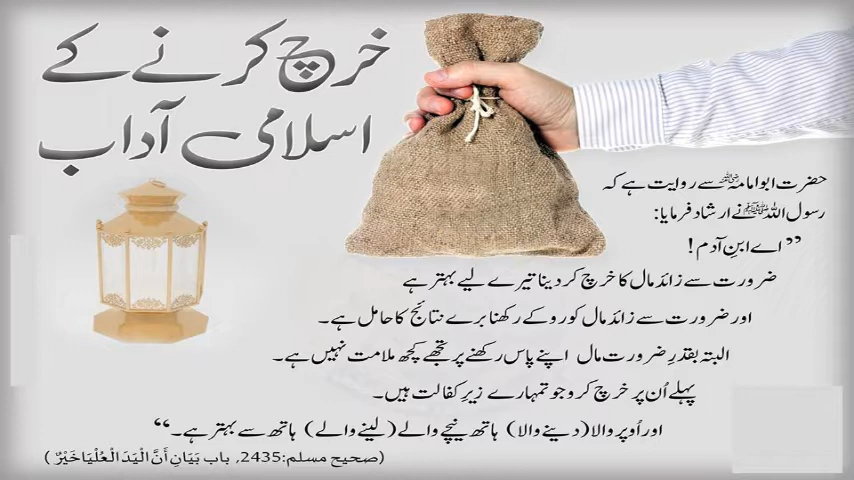 خرچ کرنے کے
اسلامی آداب
حضرت ابوامامہؓ سے روایت ہے کہ
رسول اللہ ﷺ نے ارشاد فرمایا:
”اے ابنِ آدم!
ضرورت سے زائد مال کا خرچ کر دینا تیرے لیے بہتر ہے
اور ضرورت سے زائد مال کو روکے رکھنا برے نتائج کا حامل ہے۔
البتہ بقدرِ ضرورت مال اپنے پاس رکھنے پر تجھے کچھ ملامت نہیں ہے۔
پہلے اُن پر خرچ کرو جو تمہارے زیرِ کفالت ہیں۔
اور اُوپر والا (دینے والا) ہاتھ نیچے والے (لینے والے) ہاتھ سے بہتر ہے۔“
(صحیح مسلم:2435, باب بَیَانِ أَنَّ الْیَدَ الْعُلْیَا خَیْرٌ)